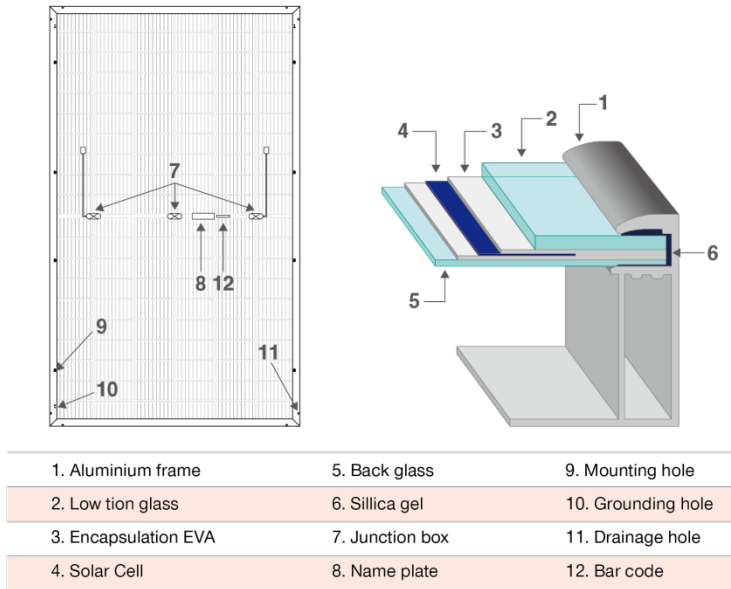 7
8 12
9
10
11
1
2
3
4
5
6
1. Aluminium frame 5. Back glass 9. Mounting hole
2. Low tion glass 6. Sillica gel 10. Grounding hole
3. Encapsulation EVA 7. Junction box 11. Drainage hole
4. Solar Cell 8. Name plate 12. Bar code